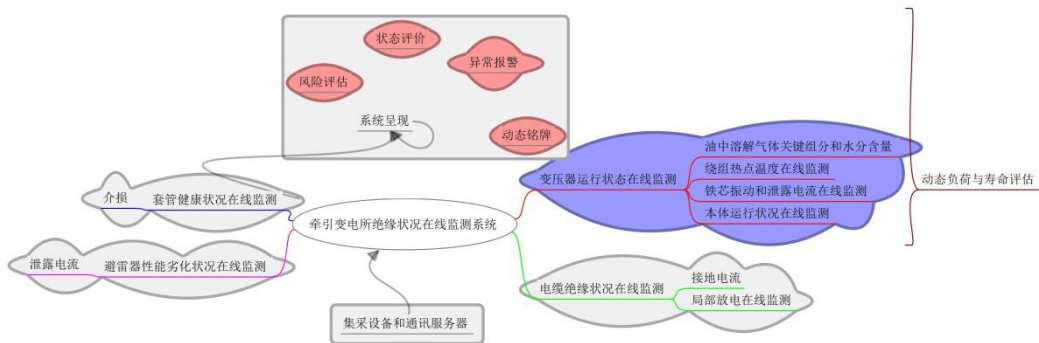 状态评价
异常报警
风险评估
系统呈现
动态铭牌
油中溶解气体关键组分和水分含量
绕组热点温度在线监测
变压器运行状态在线监测
铁芯振动和泄露电流在线监测
本体运行状况在线监测
动态负荷与寿命评估
介损
套管健康状况在线监测
牵引变电所绝缘状况在线监测系统
泄露电流
避雷器性能劣化状况在线监测
接地电流
电缆绝缘状况在线监测
局部放电在线监测
集采设备和通讯服务器